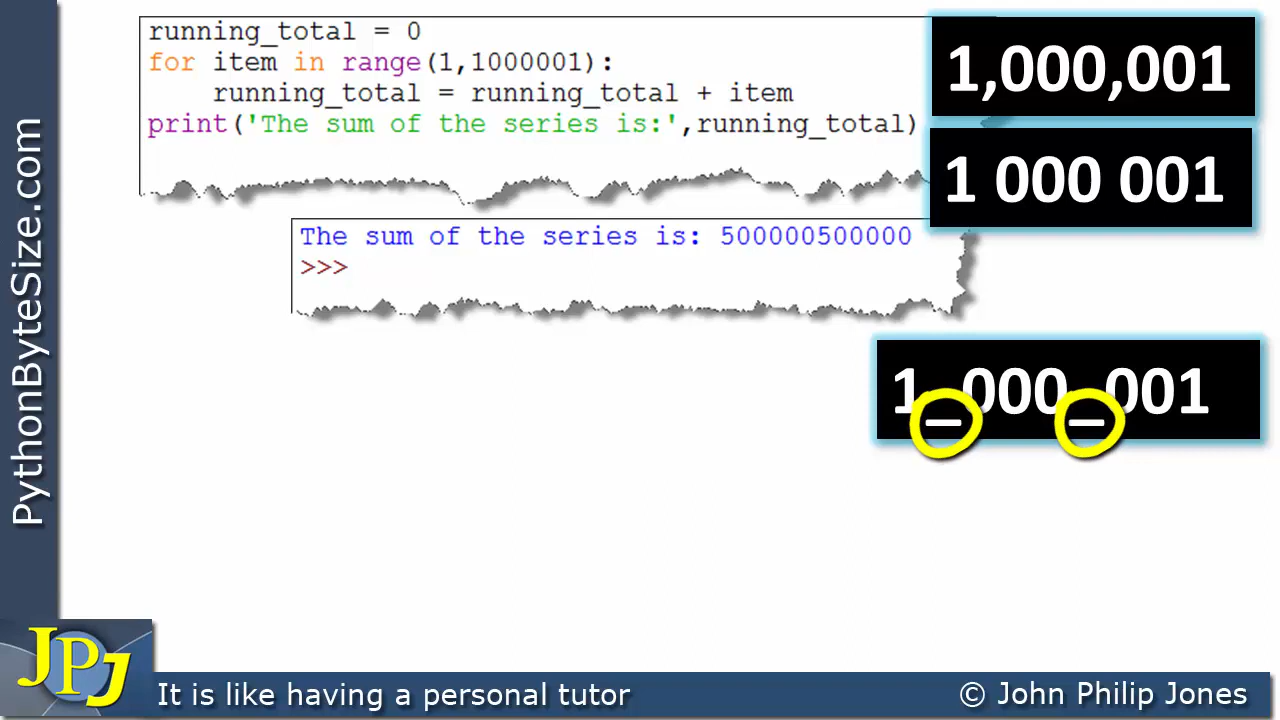 running_total = 0
for item in range(1,1000001):
    running_total = running_total + item
print('The sum of the series is:',running_total)
1,000,001
1 000 001
The sum of the series is: 500000500000
>>>
1_000_001
PythonByteSize.com
JPJ
It is like having a personal tutor
© John Philip Jones